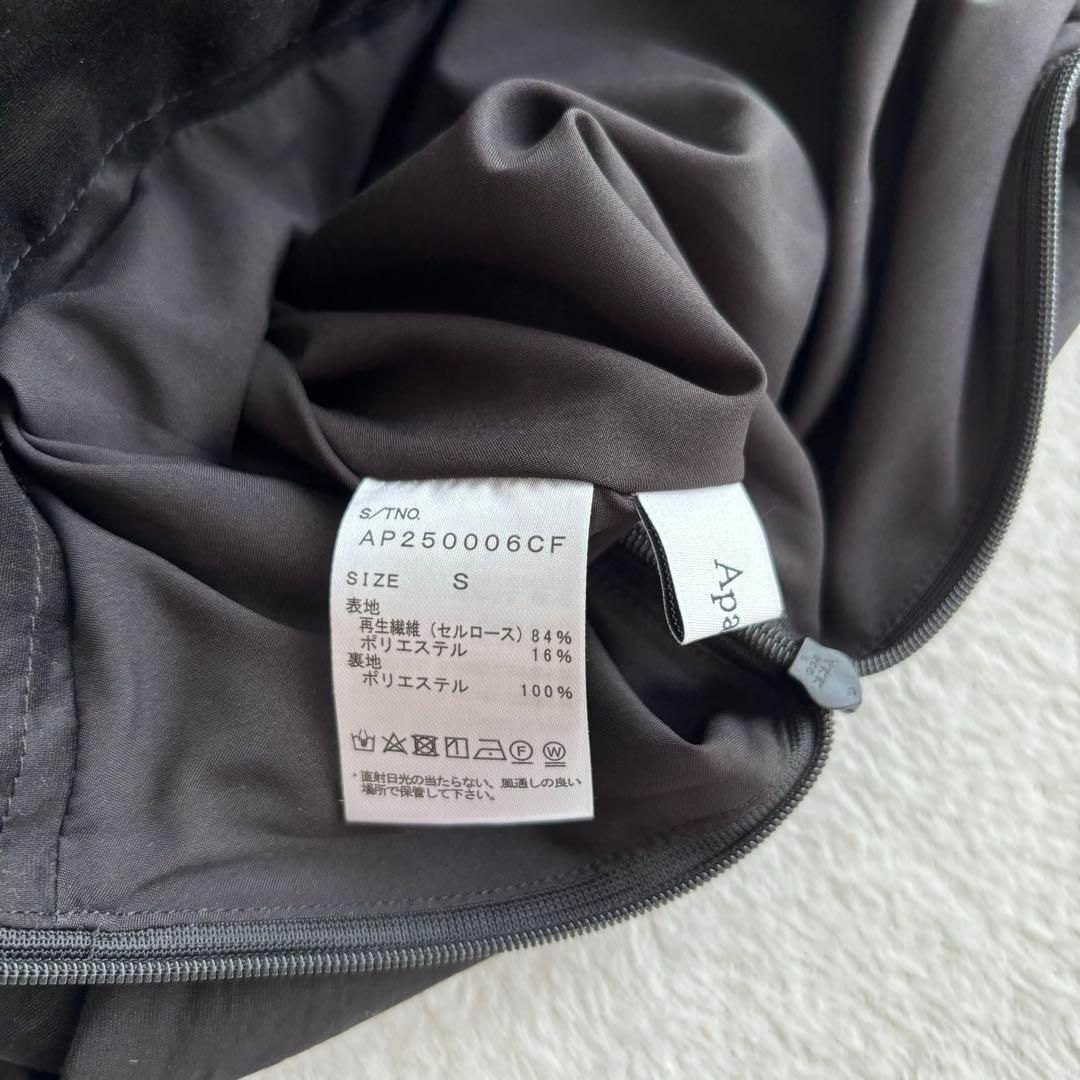 S/TNO.
AP250006CF
SIZE S
表地
再生繊維(セルロース) 84%
ポリエステル 16%
裏地
ポリエステル 100%
F W
*直射日光の当たらない、風通しの良い
場所で保管して下さい。
Apa
YKK